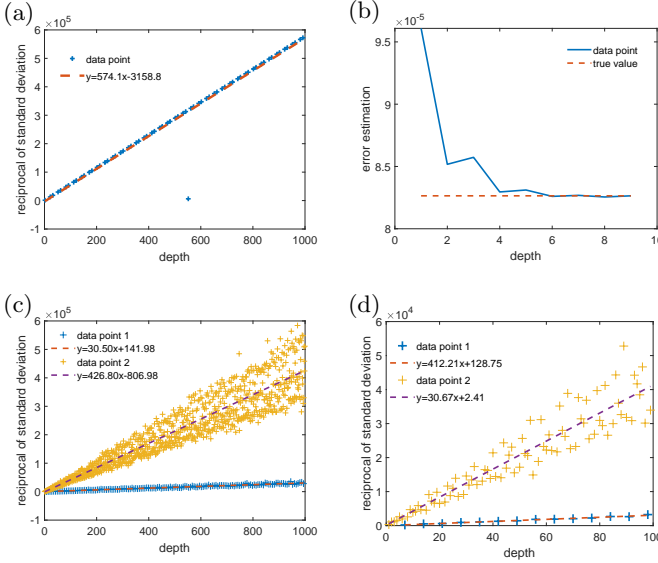 (a)
×10⁵
6
5
4
3
2
1
0
-1
0 200 400 600 800 1000
depth
reciprocal of standard deviation
data point
y=574.1x-3158.8
(b)
×10⁻⁵
9.5
9
8.5
8
0 2 4 6 8 10
depth
error estimation
data point
true value
(c)
×10⁵
6
5
4
3
2
1
0
-1
0 200 400 600 800 1000
depth
reciprocal of standard deviation
data point 1
y=30.50x+141.98
data point 2
y=426.80x-806.98
(d)
×10⁴
6
5
4
3
2
1
0
0 20 40 60 80 100
depth
reciprocal of standard deviation
data point 1
y=412.21x+128.75
data point 2
y=30.67x+2.41